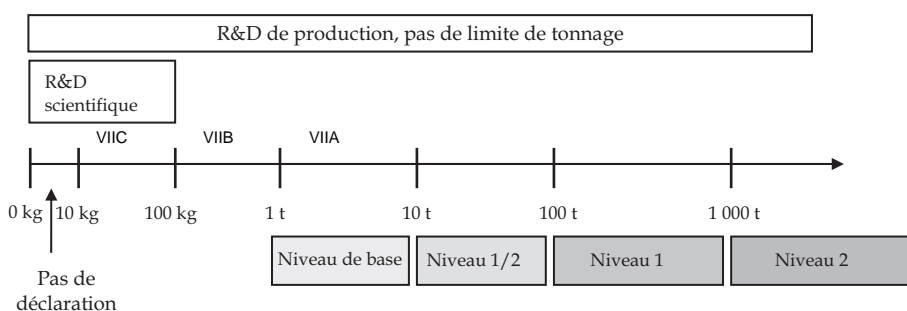 R&D de production, pas de limite de tonnage
R&D
scientifique
VIIC
VIIB
VIIA
0 kg
10 kg
100 kg
1 t
10 t
100 t
1 000 t
Niveau de base
Niveau 1/2
Niveau 1
Niveau 2
Pas de
déclaration